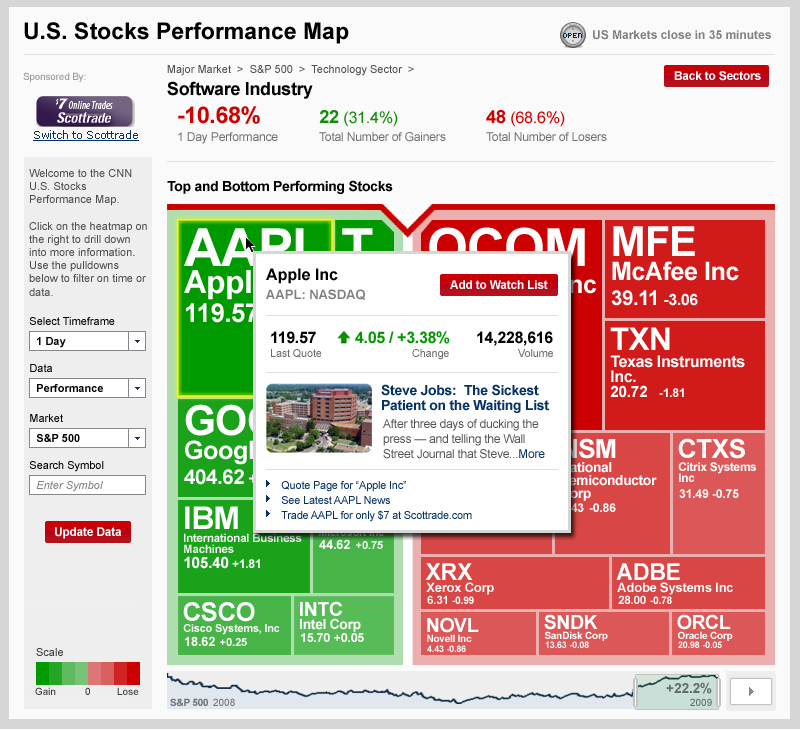 U.S. Stocks Performance Map
OPEN
US Markets close in 35 minutes
Sponsored By:
$7 Online Trades
Scottrade
Switch to Scottrade
Welcome to the CNN
U.S. Stocks
Performance Map.
Click on the heatmap on
the right to drill down
into more information.
Use the pulldowns
below to filter on time or
data.
Select Timeframe
1 Day
Data
Performance
Market
S&P 500
Search Symbol
Enter Symbol
Update Data
Scale
Gain 0 Lose
Major Market > S&P 500 > Technology Sector >
Software Industry
Back to Sectors
-10.68% 22 (31.4%) 48 (68.6%)
1 Day Performance Total Number of Gainers Total Number of Losers
Top and Bottom Performing Stocks
AAPL
119.57
T
QCOM
MFE
McAfee Inc
39.11 -3.06
TXN
Texas Instruments
Inc.
20.72 -1.81
Apple Inc
AAPL: NASDAQ
Add to Watch List
119.57 4.05 / +3.38% 14,228,616
Last Quote Change Volume
Steve Jobs: The Sickest
Patient on the Waiting List
After three days of ducking the
press — and telling the Wall
Street Journal that Steve...More
Quote Page for “Apple Inc”
See Latest AAPL News
Trade AAPL for only $7 at Scottrade.com
404.62
IBM
International Business
Machines
105.40 +1.81
44.62 +0.75
CSCO
Cisco Systems, Inc
18.62 +0.25
INTC
Intel Corp
15.70 +0.05
-0.86
CTXS
Citrix Systems
Inc
31.49 -0.75
XRX
Xerox Corp
6.31 -0.99
ADBE
Adobe Systems Inc
28.00 -0.78
NOVL
Novell Inc
4.43 -0.86
SNDK
SanDisk Corp
13.63 -0.08
ORCL
Oracle Corp
20.98 -0.05
S&P 500 2008
+22.2%
2009